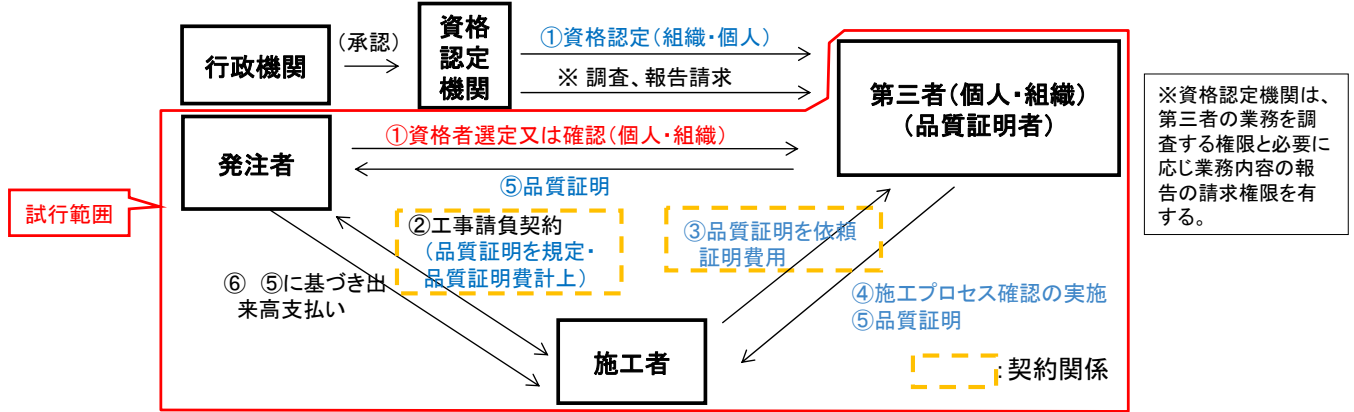 行政機関
(承認)
資格
認定
機関
①資格認定(組織・個人)
※ 調査、報告請求
第三者(個人・組織)
(品質証明者)
※資格認定機関は、
第三者の業務を調
査する権限と必要に
応じ業務内容の報
告の請求権限を有
する。
発注者
①資格者選定又は確認(個人・組織)
⑤品質証明
試行範囲
②工事請負契約
(品質証明を規定・
品質証明費計上)
③品質証明を依頼
証明費用
⑥ ⑤に基づき出
来高支払い
④施工プロセス確認の実施
⑤品質証明
施工者
:契約関係